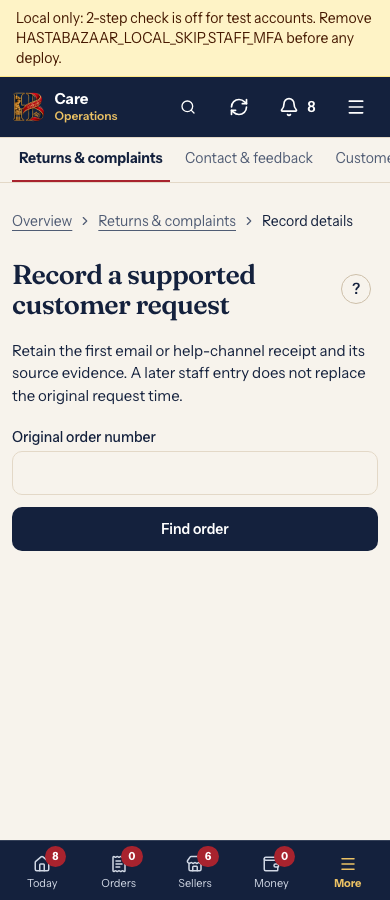 Local only: 2-step check is off for test accounts. Remove
HASTABAZAAR_LOCAL_SKIP_STAFF_MFA before any
deploy.
Care
Operations
8
Returns & complaints
Contact & feedback
Custome
Overview > Returns & complaints > Record details
Record a supported
customer request
?
Retain the first email or help-channel receipt and its
source evidence. A later staff entry does not replace
the original request time.
Original order number
Find order
8
0
6
0
Today
Orders
Sellers
Money
More